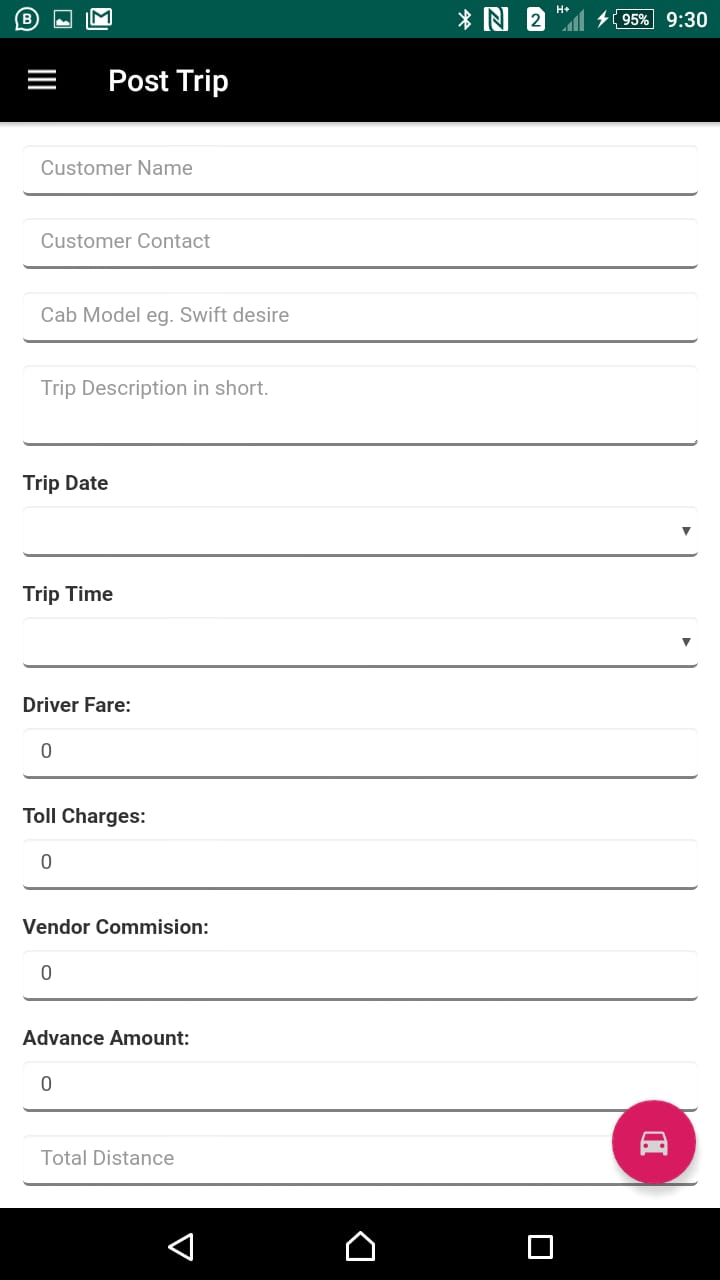 2 H+ 95% 9:30
Post Trip
Customer Name
Customer Contact
Cab Model eg. Swift desire
Trip Description in short.
Trip Date
Trip Time
Driver Fare:
0
Toll Charges:
0
Vendor Commision:
0
Advance Amount:
0
Total Distance